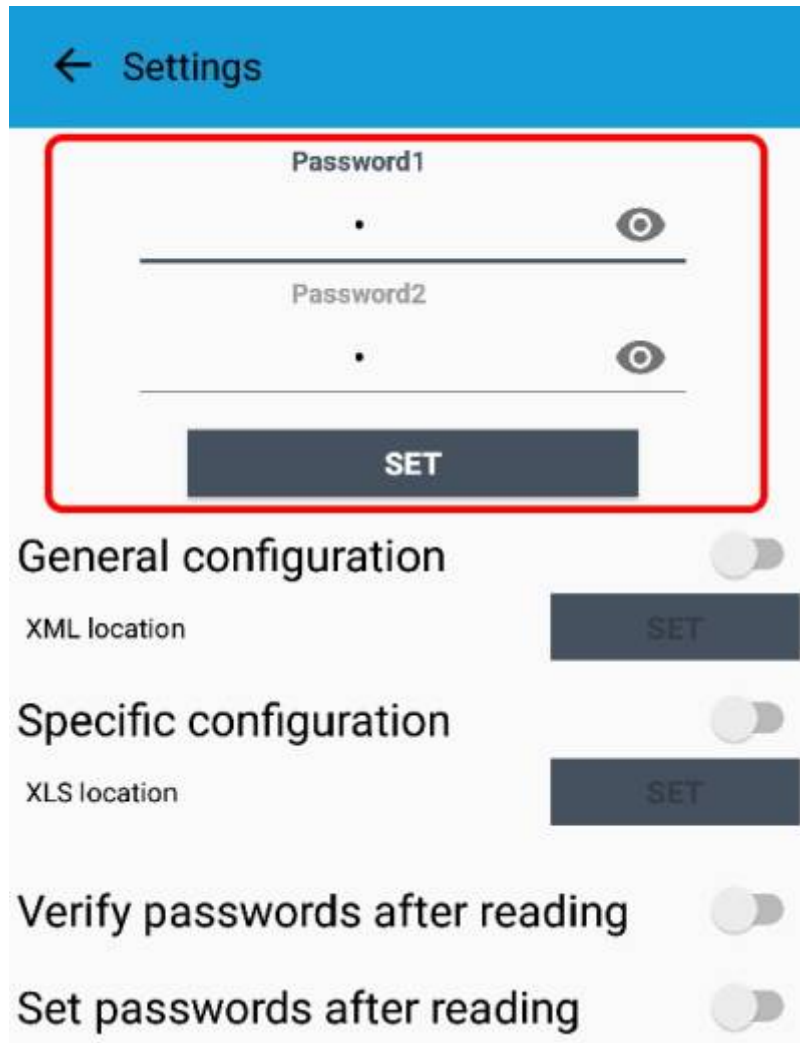 Settings
Password1
•
Password2
•
SET
General configuration
XML location
SET
Specific configuration
XLS location
SET
Verify passwords after reading
Set passwords after reading